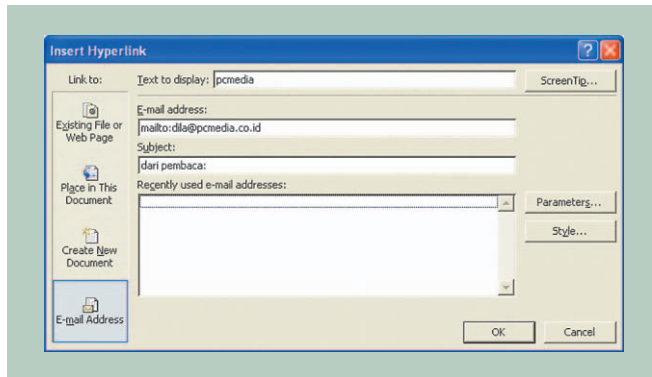 Insert Hyperlink
Link to:
Text to display: pcmedia
ScreenTip...
Existing File or
Web Page
E-mail address:
mailto:dila@pcmedia.co.id
Subject:
dari pembaca:
Place in This
Document
Recently used e-mail addresses:
Parameters...
Style...
Create New
Document
E-mail Address
OK
Cancel